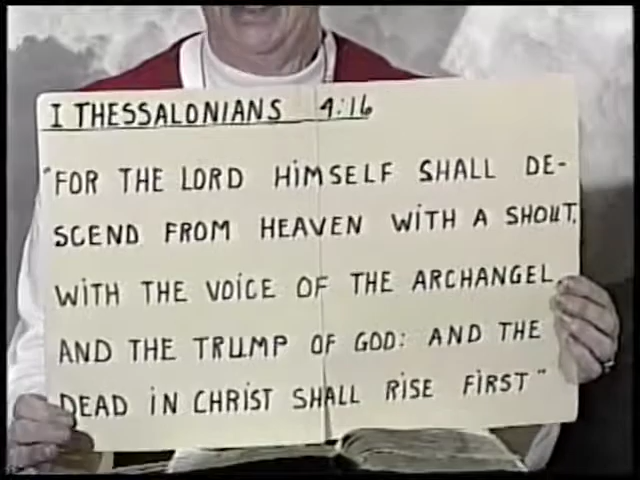 I THESSALONIANS 4:16
"FOR THE LORD HIMSELF SHALL DE-
SCEND FROM HEAVEN WITH A SHOUT,
WITH THE VOICE OF THE ARCHANGEL,
AND THE TRUMP OF GOD: AND THE
DEAD IN CHRIST SHALL RISE FIRST"